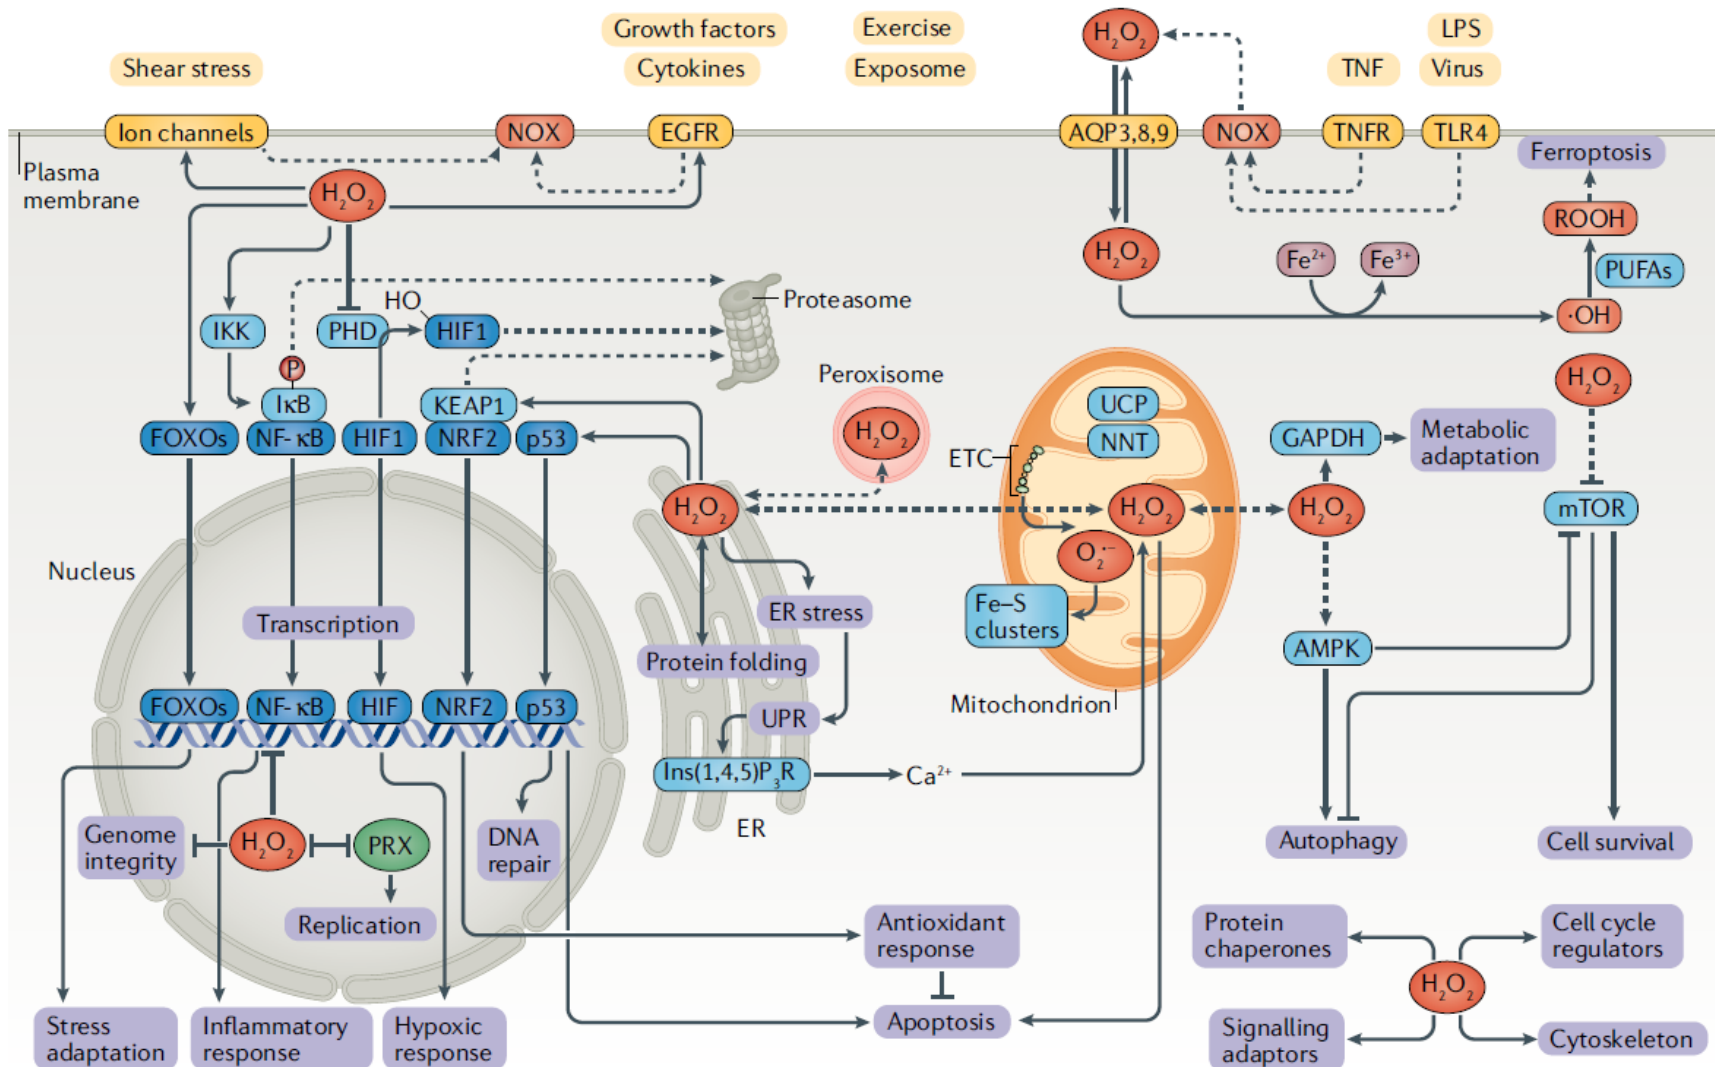 Growth factors
Exercise
H₂O₂
LPS
Shear stress
Cytokines
Exposome
TNF
Virus
Ion channels
NOX
EGFR
AQP3,8,9
NOX
TNFR
TLR4
Plasma
membrane
Ferroptosis
H₂O₂
ROOH
H₂O₂
Fe²⁺
Fe³⁺
PUFAs
HO
Proteasome
IKK
PHD
HIF1
·OH
P
Peroxisome
H₂O₂
IκB
KEAP1
UCP
FOXOs
NF-κB
HIF1
NRF2
p53
H₂O₂
NNT
GAPDH
Metabolic
adaptation
ETC
H₂O₂
H₂O₂
H₂O₂
mTOR
O₂·−
Nucleus
Fe–S
clusters
ER stress
Transcription
Protein folding
AMPK
Mitochondrion
FOXOs
NF-κB
HIF
NRF2
p53
UPR
Ins(1,4,5)P₃R
Ca²⁺
ER
Genome
integrity
H₂O₂
PRX
DNA
repair
Autophagy
Cell survival
Replication
Antioxidant
response
Protein
chaperones
Cell cycle
regulators
H₂O₂
Stress
adaptation
Inflammatory
response
Hypoxic
response
Apoptosis
Signalling
adaptors
Cytoskeleton